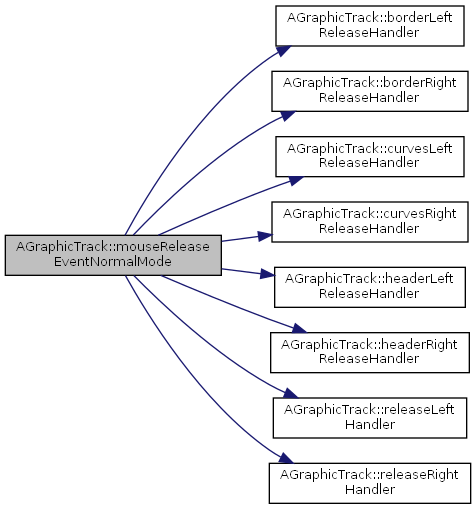 AGraphicTrack::borderLeft
ReleaseHandler
AGraphicTrack::borderRight
ReleaseHandler
AGraphicTrack::curvesLeft
ReleaseHandler
AGraphicTrack::mouseRelease
EventNormalMode
AGraphicTrack::curvesRight
ReleaseHandler
AGraphicTrack::headerLeft
ReleaseHandler
AGraphicTrack::headerRight
ReleaseHandler
AGraphicTrack::releaseLeft
Handler
AGraphicTrack::releaseRight
Handler